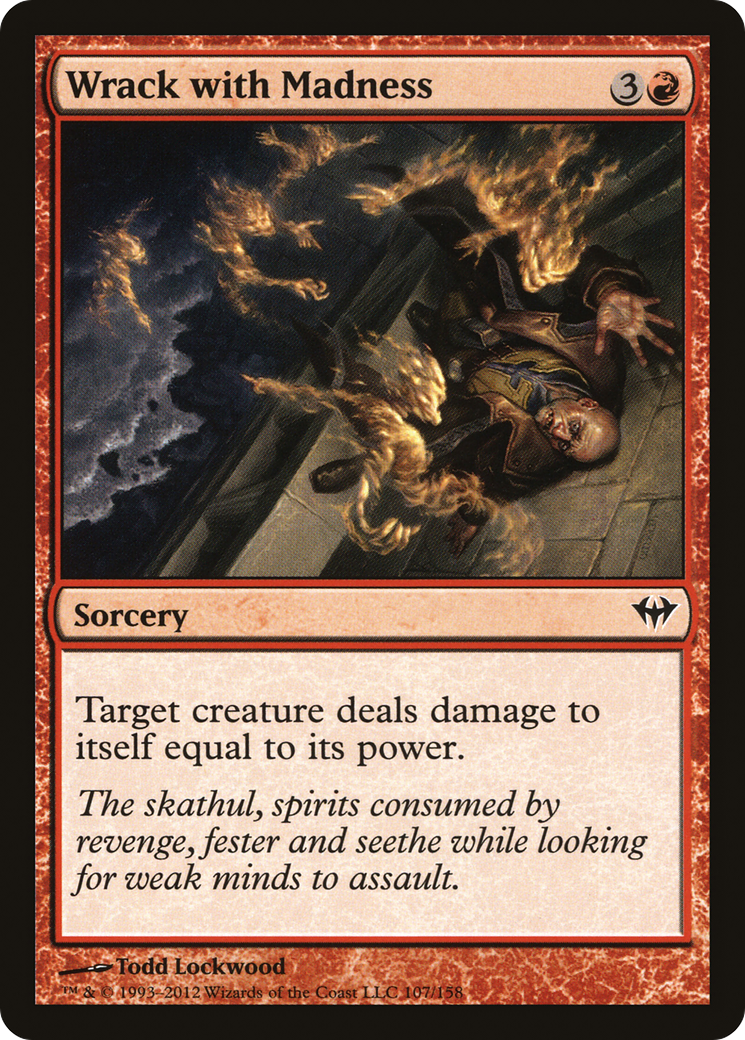 Wrack with Madness
3
Sorcery
Target creature deals damage to
itself equal to its power.
The skathul, spirits consumed by
revenge, fester and seethe while looking
for weak minds to assault.
Todd Lockwood
™ & © 1993–2012 Wizards of the Coast LLC 107/158